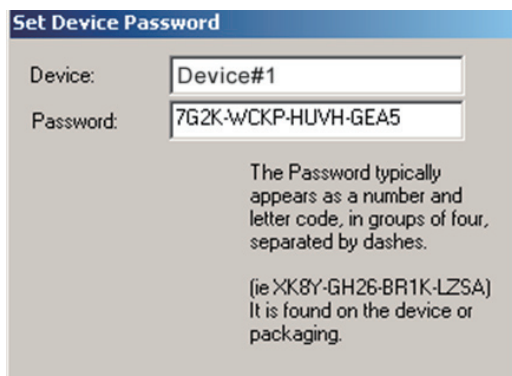 Set Device Password
Device:
Device#1
Password:
7G2K-WCKP-HUVH-GEA5
The Password typically
appears as a number and
letter code, in groups of four,
separated by dashes.
(ie XK8Y-GH26-BR1K-LZSA)
It is found on the device or
packaging.